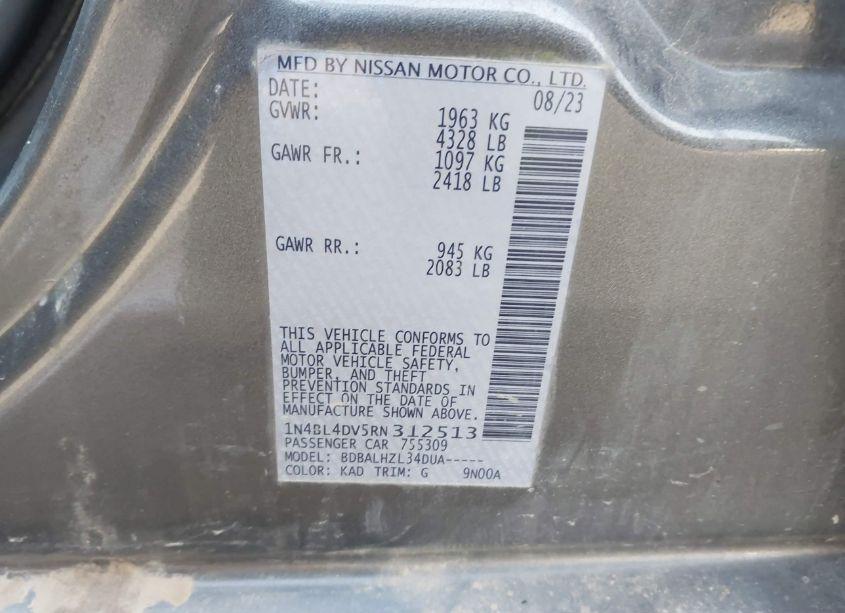 MFD BY NISSAN MOTOR CO., LTD.
DATE: 08/23
GVWR: 1963 KG
4328 LB
GAWR FR.: 1097 KG
2418 LB
GAWR RR.: 945 KG
2083 LB
THIS VEHICLE CONFORMS TO
ALL APPLICABLE FEDERAL
MOTOR VEHICLE SAFETY,
BUMPER, AND THEFT
PREVENTION STANDARDS IN
EFFECT ON THE DATE OF
MANUFACTURE SHOWN ABOVE.
1N4BL4DV5RN312513
PASSENGER CAR 755309
MODEL: BDBALHZL34DUA-----
COLOR: KAD TRIM: G 9N00A